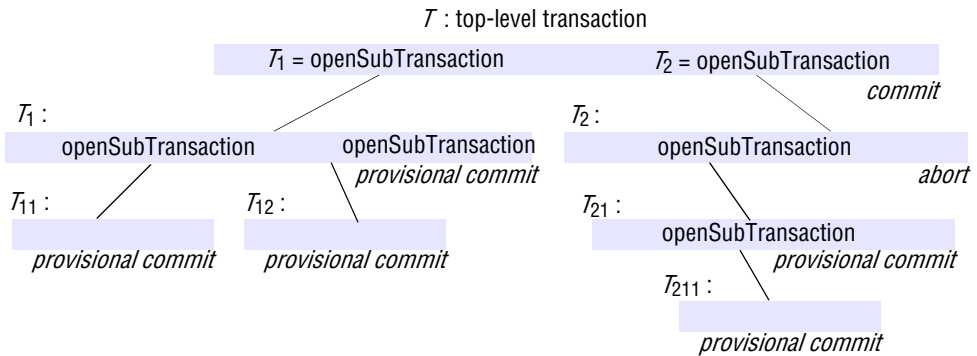 T : top-level transaction
T1 = openSubTransaction T2 = openSubTransaction
commit
T1 : T2 :
openSubTransaction openSubTransaction openSubTransaction
provisional commit abort
T11 : T12 : T21 :
openSubTransaction
provisional commit provisional commit provisional commit
T211 :
provisional commit